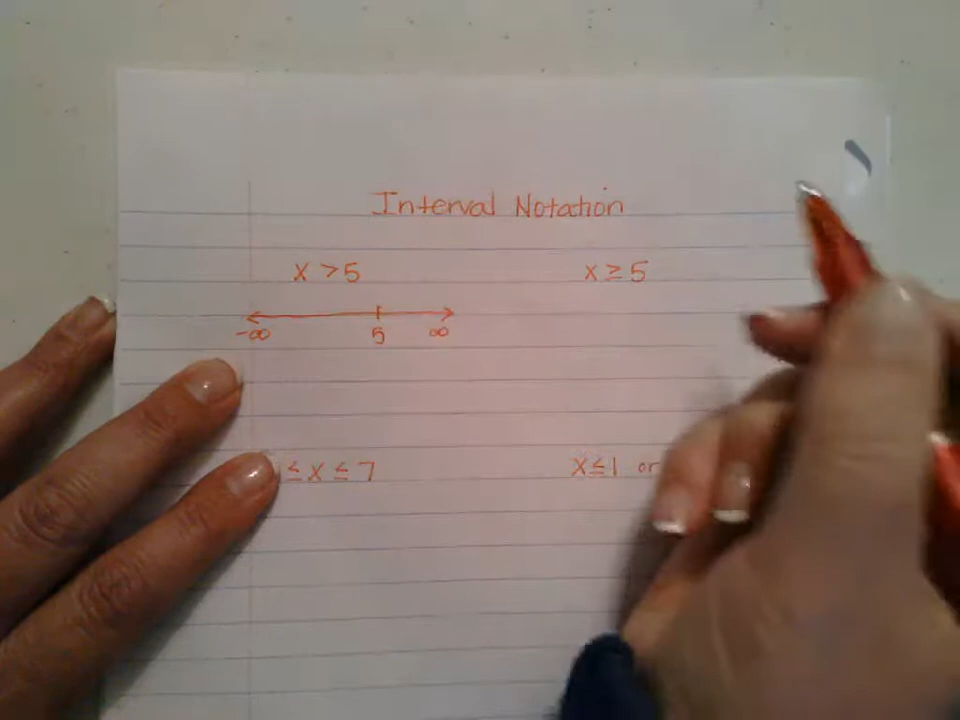 Interval Notation
x > 5
x ≥ 5
-∞ 5 ∞
≤ x ≤ 7
x ≤ 1 or